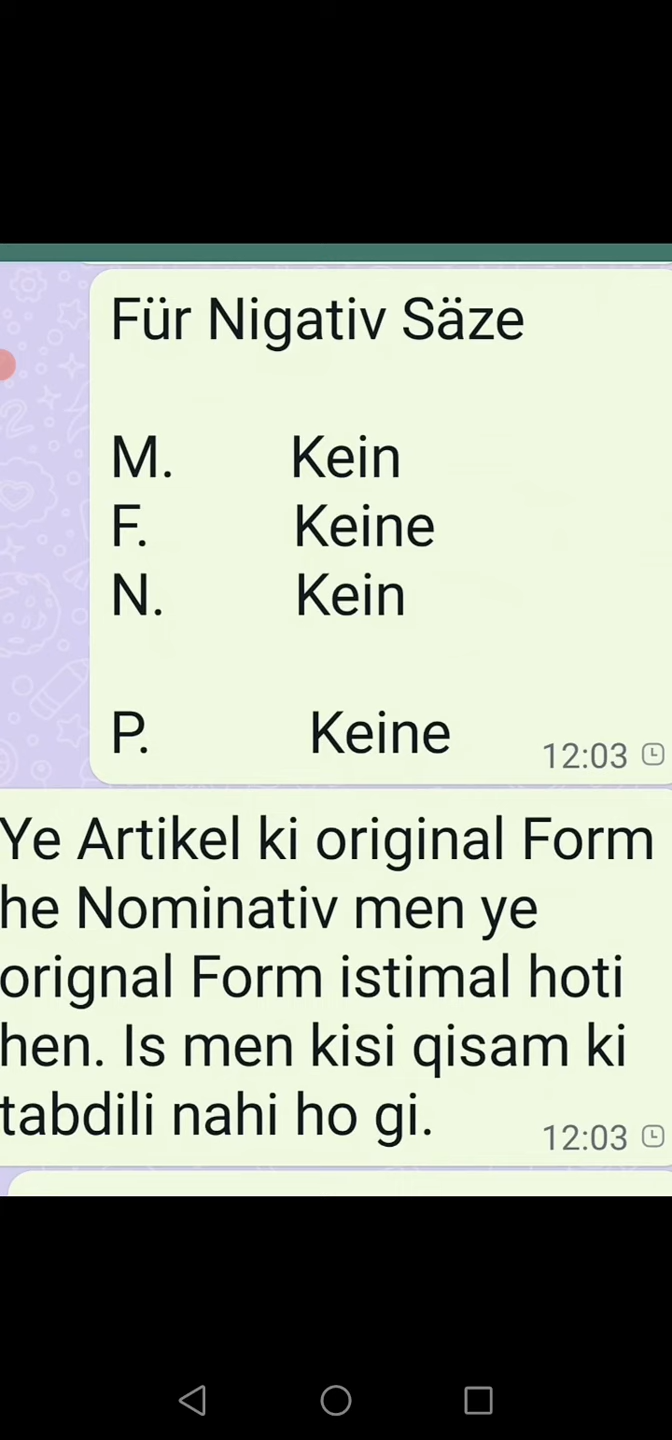 Für Nigativ Säze
M. Kein
F. Keine
N. Kein
P. Keine
12:03
Ye Artikel ki original Form
he Nominativ men ye
orignal Form istimal hoti
hen. Is men kisi qisam ki
tabdili nahi ho gi.
12:03